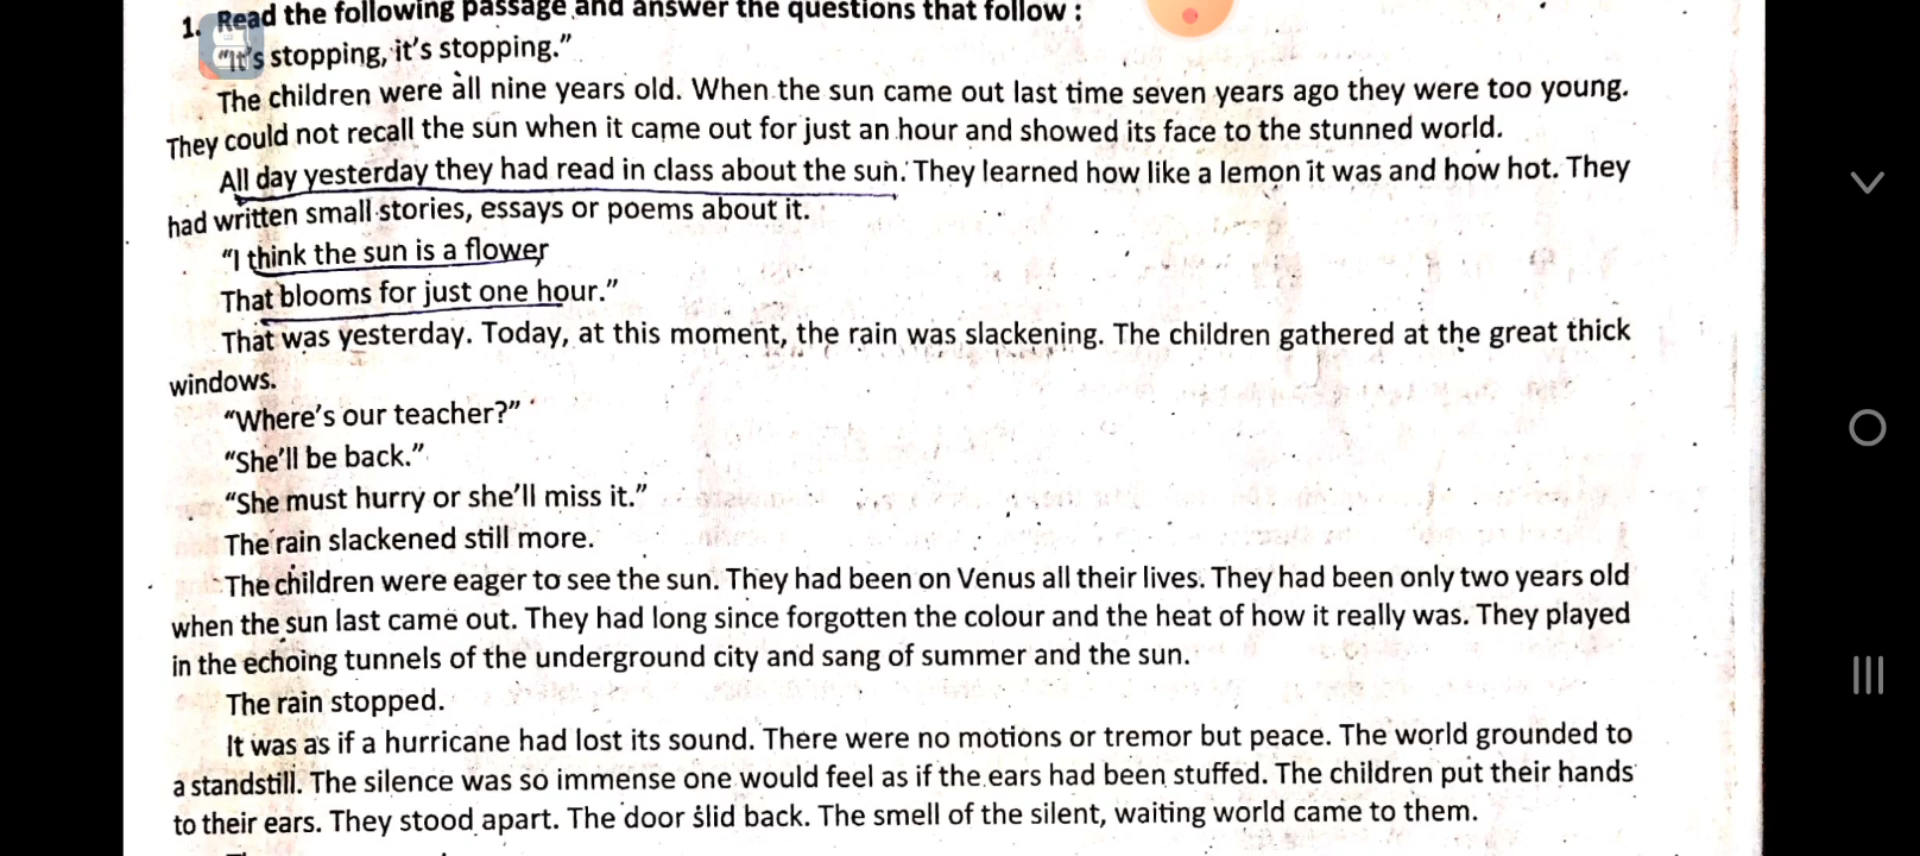 1. Read the following passage and answer the questions that follow :
"It's stopping, it's stopping."
The children were all nine years old. When the sun came out last time seven years ago they were too young.
They could not recall the sun when it came out for just an hour and showed its face to the stunned world.
All day yesterday they had read in class about the sun. They learned how like a lemon it was and how hot. They
had written small stories, essays or poems about it.
"I think the sun is a flower
That blooms for just one hour."
That was yesterday. Today, at this moment, the rain was slackening. The children gathered at the great thick
windows.
"Where's our teacher?"
"She'll be back."
"She must hurry or she'll miss it."
The rain slackened still more.
The children were eager to see the sun. They had been on Venus all their lives. They had been only two years old
when the sun last came out. They had long since forgotten the colour and the heat of how it really was. They played
in the echoing tunnels of the underground city and sang of summer and the sun.
The rain stopped.
It was as if a hurricane had lost its sound. There were no motions or tremor but peace. The world grounded to
a standstill. The silence was so immense one would feel as if the ears had been stuffed. The children put their hands
to their ears. They stood apart. The door slid back. The smell of the silent, waiting world came to them.